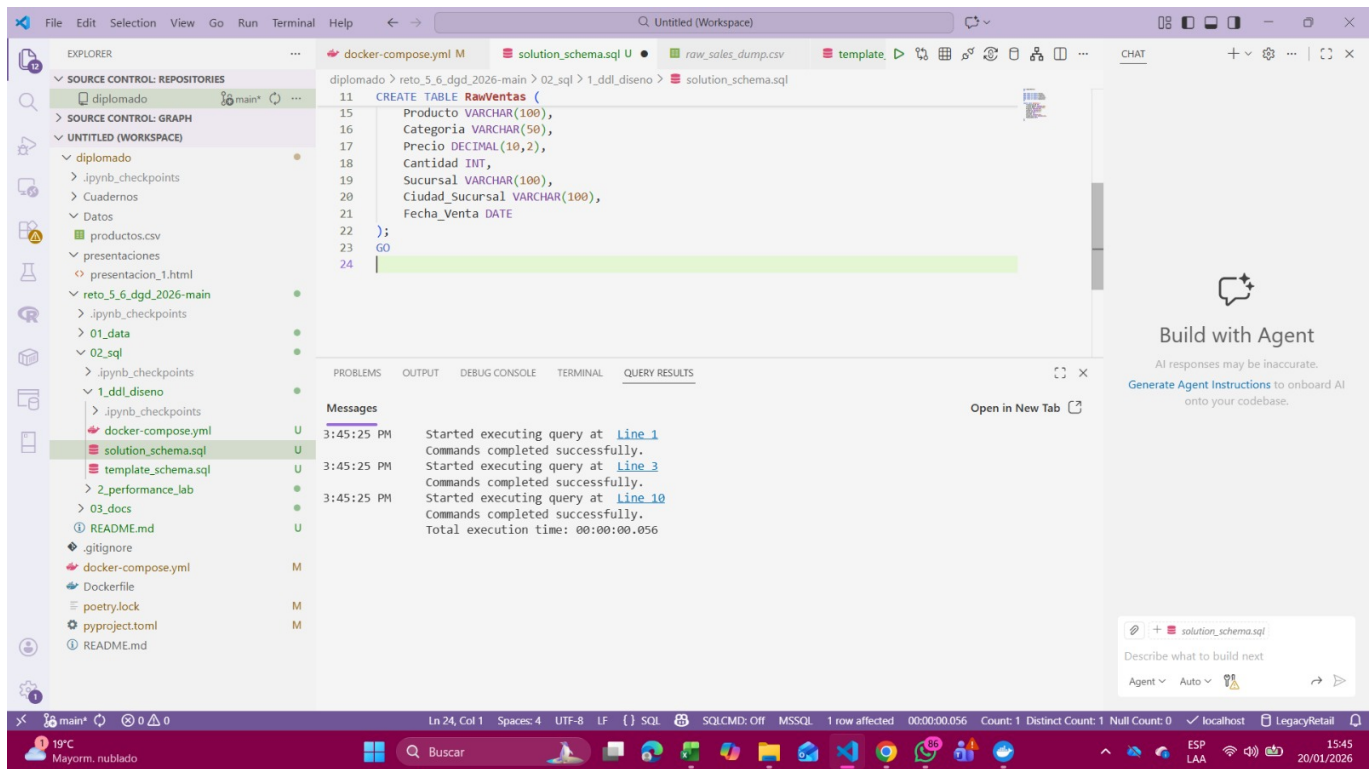 File Edit Selection View Go Run Terminal Help
Untitled (Workspace)
EXPLORER
SOURCE CONTROL: REPOSITORIES
diplomado main*
SOURCE CONTROL: GRAPH
UNTITLED (WORKSPACE)
diplomado
.ipynb_checkpoints
Cuadernos
Datos
productos.csv
presentaciones
presentacion_1.html
reto_5_6_dgd_2026-main
.ipynb_checkpoints
01_data
02_sql
.ipynb_checkpoints
1_ddl_diseno
.ipynb_checkpoints
docker-compose.yml U
solution_schema.sql U
template_schema.sql U
2_performance_lab
03_docs
README.md U
.gitignore
docker-compose.yml M
Dockerfile
poetry.lock M
pyproject.toml M
README.md
12
1
docker-compose.yml M solution_schema.sql U raw_sales_dump.csv template
diplomado > reto_5_6_dgd_2026-main > 02_sql > 1_ddl_diseno > solution_schema.sql
11 CREATE TABLE RawVentas (
15 Producto VARCHAR(100),
16 Categoria VARCHAR(50),
17 Precio DECIMAL(10,2),
18 Cantidad INT,
19 Sucursal VARCHAR(100),
20 Ciudad_Sucursal VARCHAR(100),
21 Fecha_Venta DATE
22 );
23 GO
24
PROBLEMS OUTPUT DEBUG CONSOLE TERMINAL QUERY RESULTS
Messages Open in New Tab
3:45:25 PM Started executing query at Line 1
Commands completed successfully.
3:45:25 PM Started executing query at Line 3
Commands completed successfully.
3:45:25 PM Started executing query at Line 10
Commands completed successfully.
Total execution time: 00:00:00.056
CHAT
Build with Agent
AI responses may be inaccurate.
Generate Agent Instructions to onboard AI
onto your codebase.
solution_schema.sql
Describe what to build next
Agent Auto
main* 0 0 Ln 24, Col 1 Spaces: 4 UTF-8 LF {} SQL SQLCMD: Off MSSQL 1 row affected 00:00:00.056 Count: 1 Distinct Count: 1 Null Count: 0 localhost LegacyRetail
1
19°C
Mayorm. nublado
Buscar
86
ESP
LAA
15:45
20/01/2026